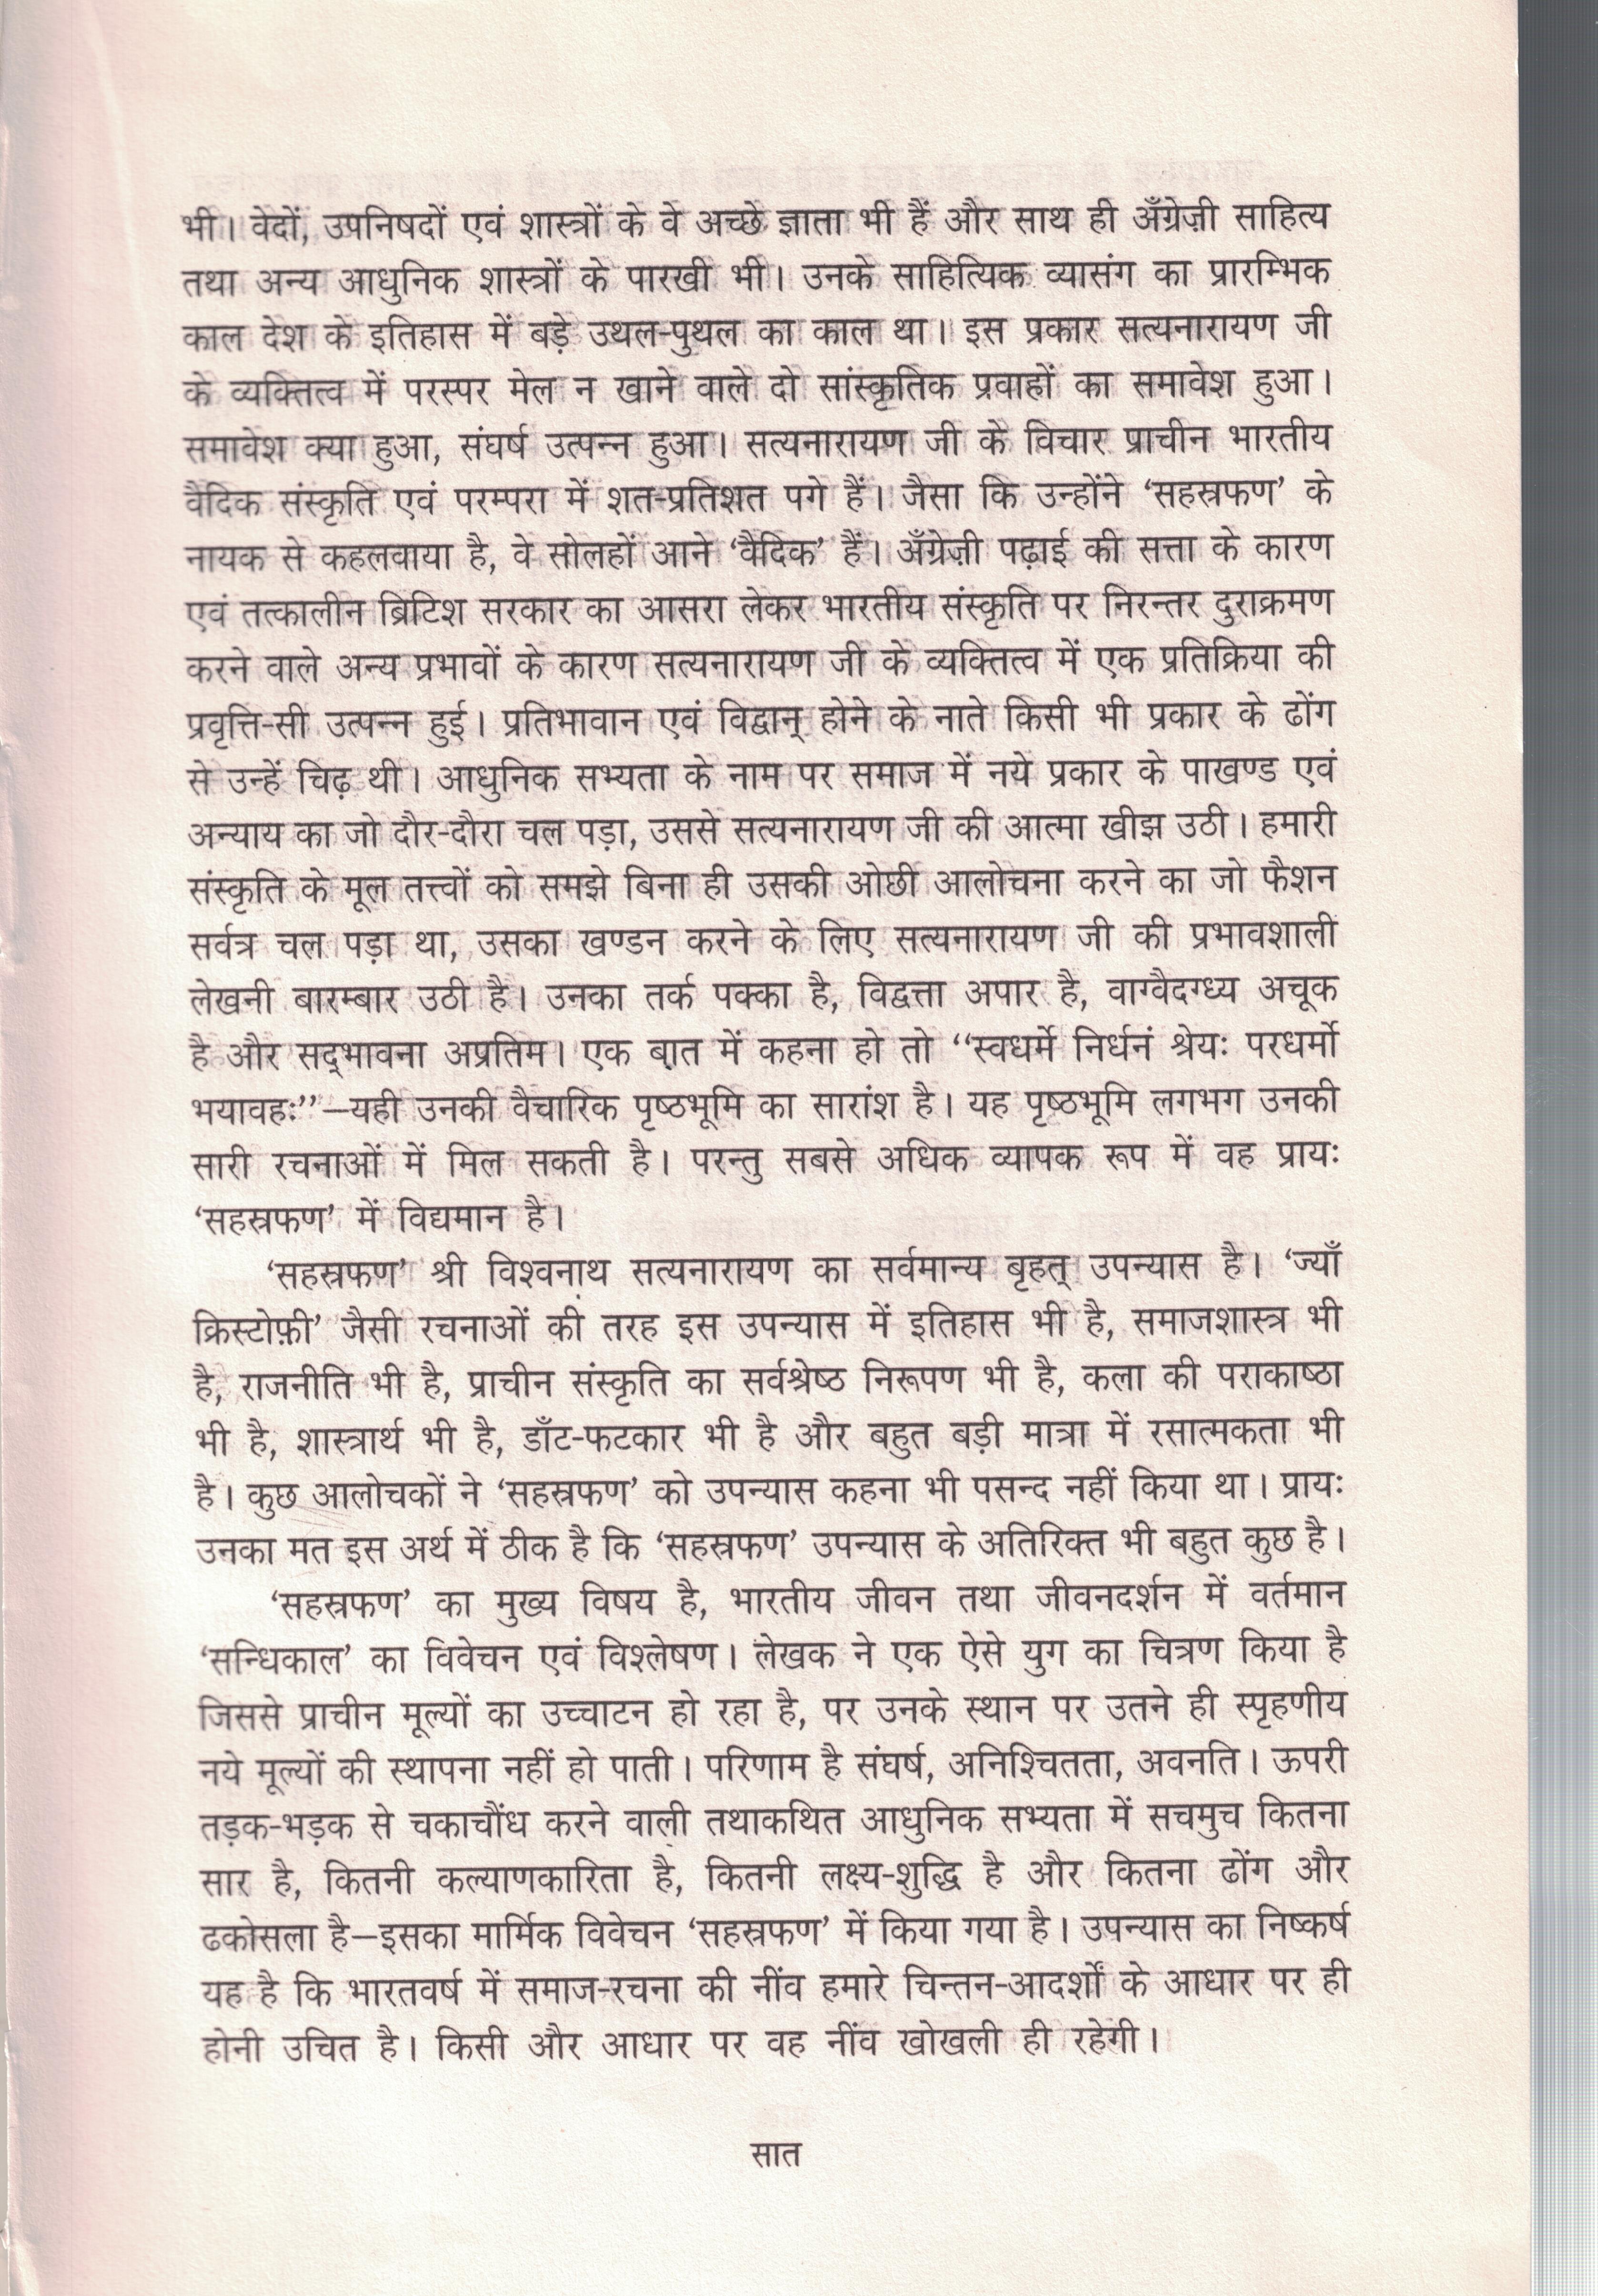 भी। वेदों, उपनिषदों एवं शास्त्रों के वे अच्छे ज्ञाता भी हैं और साथ ही अँग्रेज़ी साहित्य
तथा अन्य आधुनिक शास्त्रों के पारखी भी। उनके साहित्यिक व्यासंग का प्रारम्भिक
काल देश के इतिहास में बड़े उथल-पुथल का काल था। इस प्रकार सत्यनारायण जी
के व्यक्तित्व में परस्पर मेल न खाने वाले दो सांस्कृतिक प्रवाहों का समावेश हुआ।
समावेश क्या हुआ, संघर्ष उत्पन्न हुआ। सत्यनारायण जी के विचार प्राचीन भारतीय
वैदिक संस्कृति एवं परम्परा में शत-प्रतिशत पगे हैं। जैसा कि उन्होंने ‘सहस्रफण’ के
नायक से कहलवाया है, वे सोलहों आने ‘वैदिक’ हैं। अँग्रेज़ी पढ़ाई की सत्ता के कारण
एवं तत्कालीन ब्रिटिश सरकार का आसरा लेकर भारतीय संस्कृति पर निरन्तर दुराक्रमण
करने वाले अन्य प्रभावों के कारण सत्यनारायण जी के व्यक्तित्व में एक प्रतिक्रिया की
प्रवृत्ति-सी उत्पन्न हुई। प्रतिभावान एवं विद्वान् होने के नाते किसी भी प्रकार के ढोंग
से उन्हें चिढ़ थी। आधुनिक सभ्यता के नाम पर समाज में नये प्रकार के पाखण्ड एवं
अन्याय का जो दौर-दौरा चल पड़ा, उससे सत्यनारायण जी की आत्मा खीझ उठी। हमारी
संस्कृति के मूल तत्त्वों को समझे बिना ही उसकी ओछी आलोचना करने का जो फैशन
सर्वत्र चल पड़ा था, उसका खण्डन करने के लिए सत्यनारायण जी की प्रभावशाली
लेखनी बारम्बार उठी है। उनका तर्क पक्का है, विद्वत्ता अपार है, वाग्वैदग्ध्य अचूक
है और सद्‌भावना अप्रतिम। एक बात में कहना हो तो “स्वधर्मे निर्धनं श्रेयः परधर्मो
भयावहः”—यही उनकी वैचारिक पृष्ठभूमि का सारांश है। यह पृष्ठभूमि लगभग उनकी
सारी रचनाओं में मिल सकती है। परन्तु सबसे अधिक व्यापक रूप में वह प्रायः
‘सहस्रफण’ में विद्यमान है।
‘सहस्रफण’ श्री विश्वनाथ सत्यनारायण का सर्वमान्य बृहत् उपन्यास है। ‘ज्याँ
क्रिस्टोफ़ी’ जैसी रचनाओं की तरह इस उपन्यास में इतिहास भी है, समाजशास्त्र भी
है, राजनीति भी है, प्राचीन संस्कृति का सर्वश्रेष्ठ निरूपण भी है, कला की पराकाष्ठा
भी है, शास्त्रार्थ भी है, डाँट-फटकार भी है और बहुत बड़ी मात्रा में रसात्मकता भी
है। कुछ आलोचकों ने ‘सहस्रफण’ को उपन्यास कहना भी पसन्द नहीं किया था। प्रायः
उनका मत इस अर्थ में ठीक है कि ‘सहस्रफण’ उपन्यास के अतिरिक्त भी बहुत कुछ है।
‘सहस्रफण’ का मुख्य विषय है, भारतीय जीवन तथा जीवनदर्शन में वर्तमान
‘सन्धिकाल’ का विवेचन एवं विश्लेषण। लेखक ने एक ऐसे युग का चित्रण किया है
जिससे प्राचीन मूल्यों का उच्चाटन हो रहा है, पर उनके स्थान पर उतने ही स्पृहणीय
नये मूल्यों की स्थापना नहीं हो पाती। परिणाम है संघर्ष, अनिश्चितता, अवनति। ऊपरी
तड़क-भड़क से चकाचौंध करने वाली तथाकथित आधुनिक सभ्यता में सचमुच कितना
सार है, कितनी कल्याणकारिता है, कितनी लक्ष्य-शुद्धि है और कितना ढोंग और
ढकोसला है—इसका मार्मिक विवेचन ‘सहस्रफण’ में किया गया है। उपन्यास का निष्कर्ष
यह है कि भारतवर्ष में समाज-रचना की नींव हमारे चिन्तन-आदर्शों के आधार पर ही
होनी उचित है। किसी और आधार पर वह नींव खोखली ही रहेगी।
सात